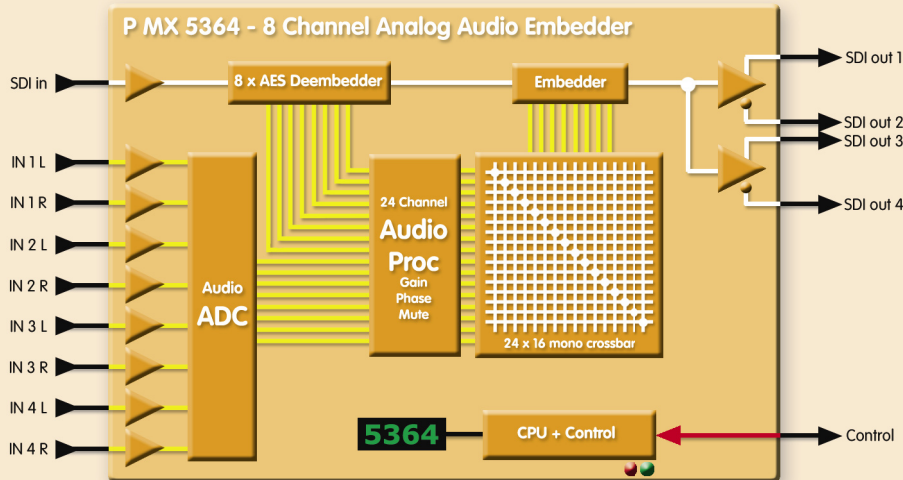 P MX 5364 - 8 Channel Analog Audio Embedder
SDI in
8 x AES Deembedder
Embedder
SDI out 1
SDI out 2
SDI out 3
SDI out 4
IN 1 L
IN 1 R
IN 2 L
IN 2 R
IN 3 L
IN 3 R
IN 4 L
IN 4 R
Audio
ADC
24 Channel
Audio
Proc
Gain
Phase
Mute
24 x 16 mono crossbar
5364
CPU + Control
Control